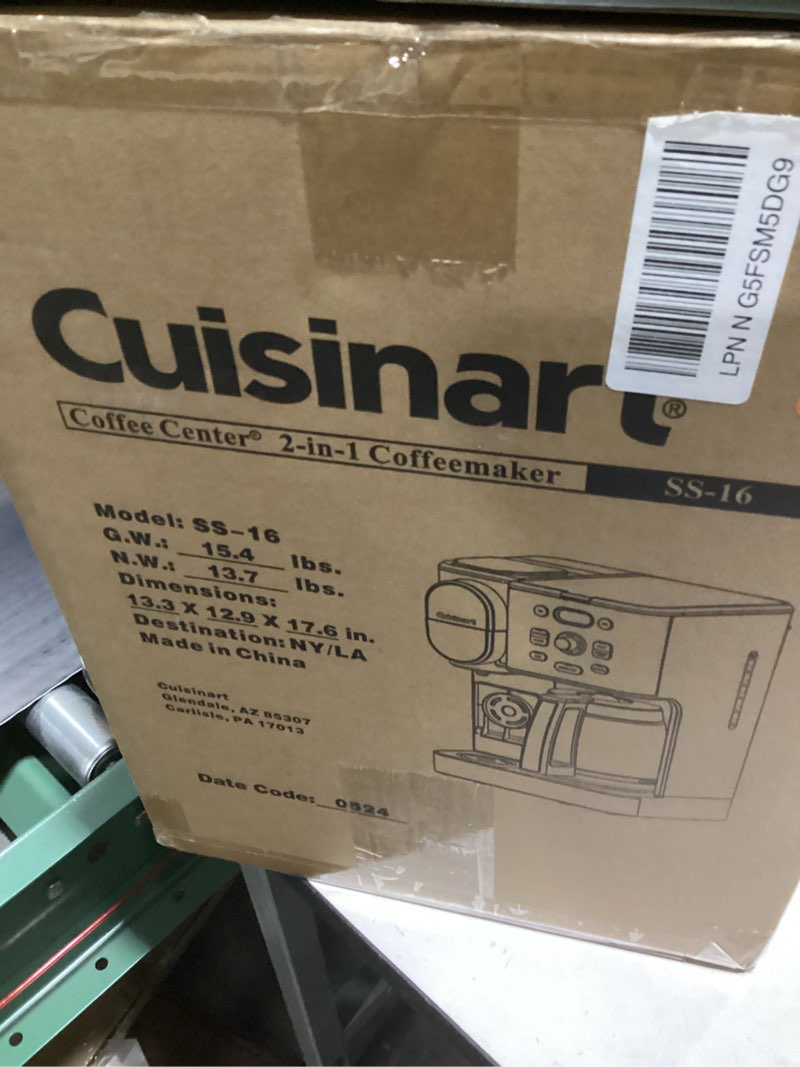 LPN N G5FSM5DG9
Cuisinart®
Coffee Center® 2-in-1 Coffeemaker SS-16
Model: SS-16
G.W.: 15.4 lbs.
N.W.: 13.7 lbs.
Dimensions:
13.3 X 12.9 X 17.6 in.
Destination: NY/LA
Made in China
Cuisinart
Glendale, AZ 85307
Carlisle, PA 17013
Date Code: 0524
Cuisinart